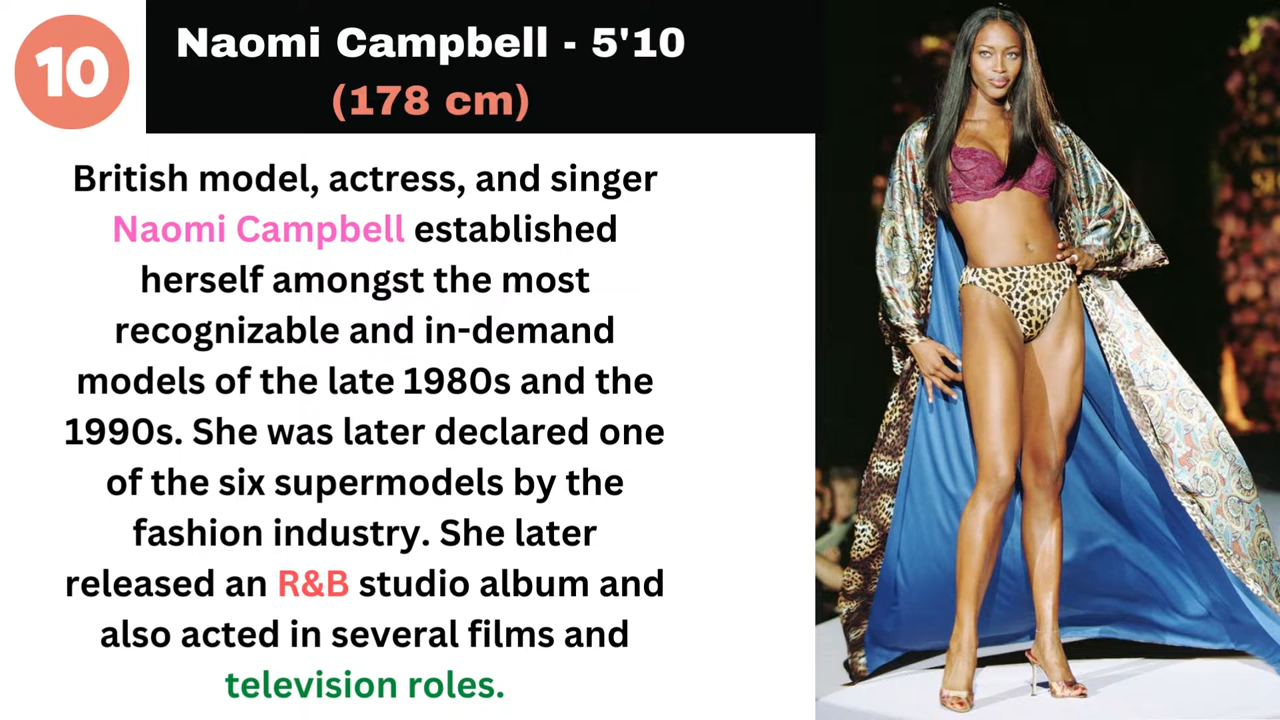 10
Naomi Campbell - 5'10
(178 cm)
British model, actress, and singer
Naomi Campbell established
herself amongst the most
recognizable and in-demand
models of the late 1980s and the
1990s. She was later declared one
of the six supermodels by the
fashion industry. She later
released an R&B studio album and
also acted in several films and
television roles.